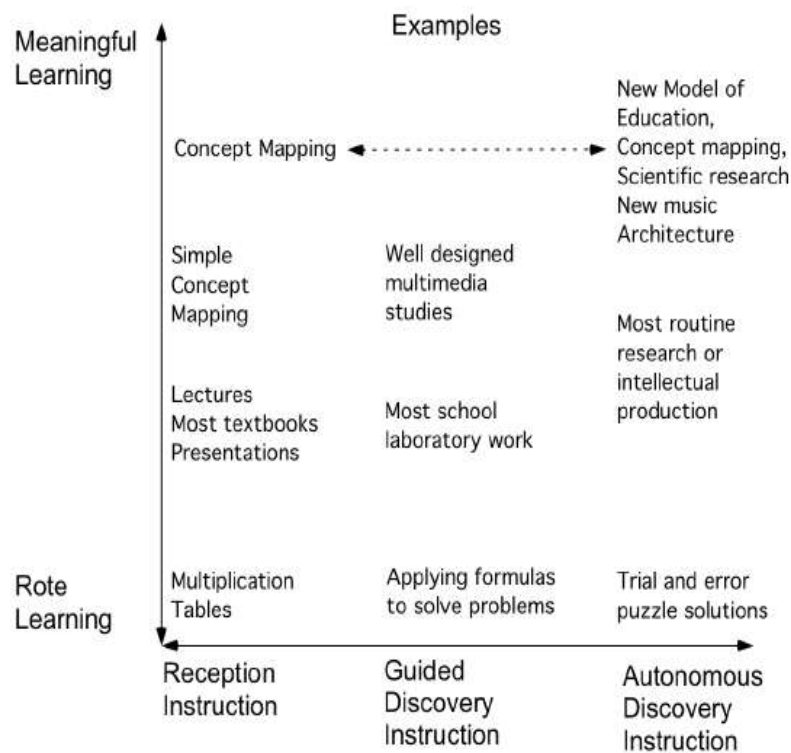 Meaningful
Learning
Examples
Concept Mapping
New Model of
Education,
Concept mapping,
Scientific research
New music
Architecture
Simple
Concept
Mapping
Well designed
multimedia
studies
Most routine
research or
intellectual
production
Lectures
Most textbooks
Presentations
Most school
laboratory work
Rote
Learning
Multiplication
Tables
Applying formulas
to solve problems
Trial and error
puzzle solutions
Reception
Instruction
Guided
Discovery
Instruction
Autonomous
Discovery
Instruction